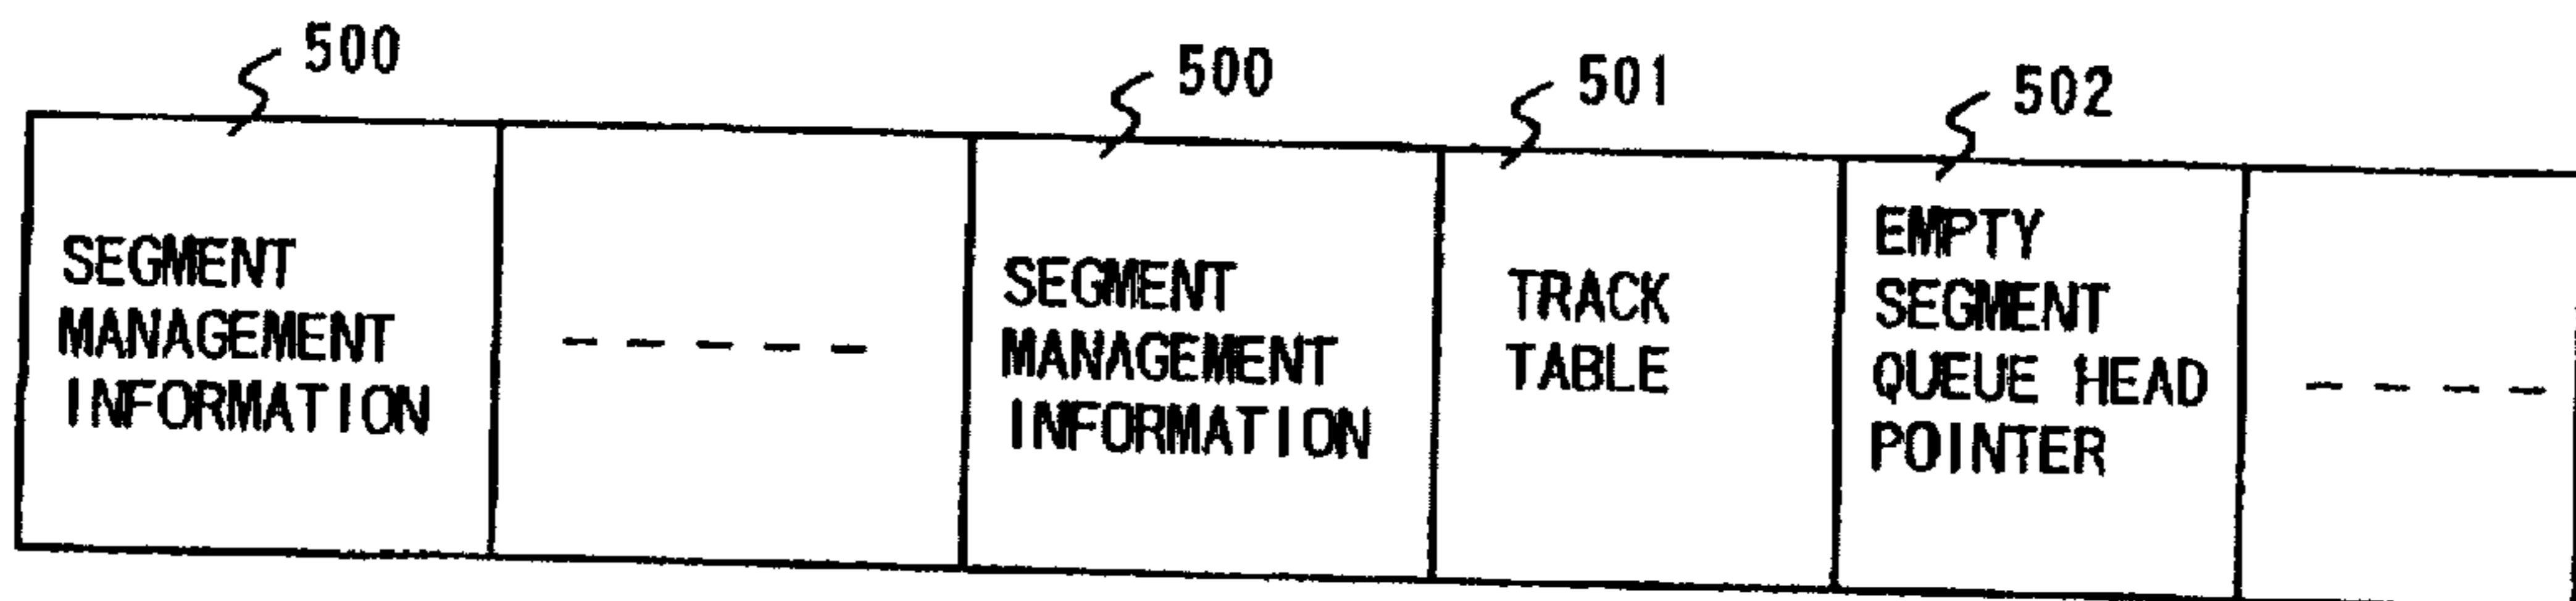 500
500
501
502
SEGMENT
MANAGEMENT
INFORMATION
- - - - -
SEGMENT
MANAGEMENT
INFORMATION
TRACK
TABLE
EMPTY
SEGMENT
QUEUE HEAD
POINTER
- - - -